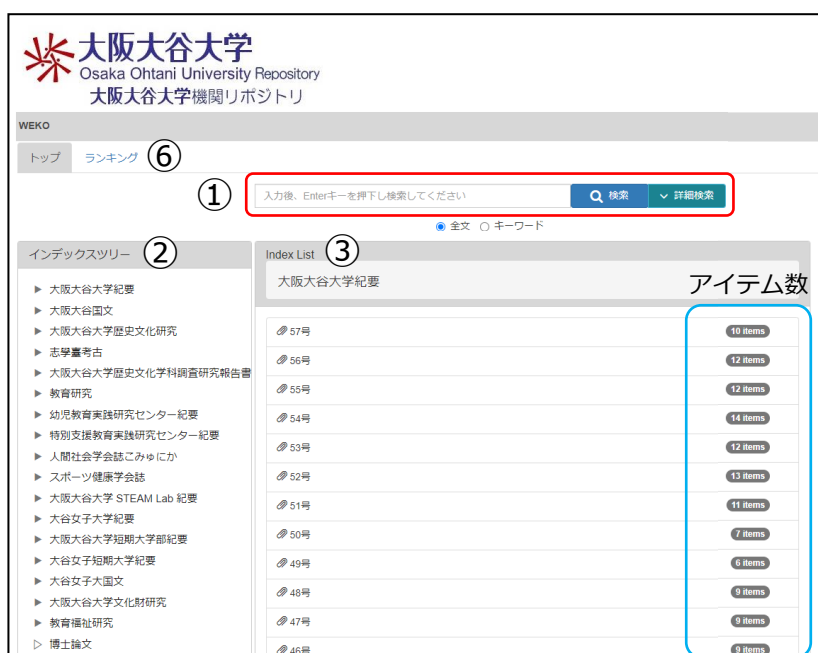 大阪大谷大学
Osaka Ohtani University Repository
大阪大谷大学機関リポジトリ
WEKO
トップ ランキング ⑥
① 入力後、Enterキーを押下し検索してください 検索 詳細検索
全文 キーワード
インデックスツリー ②
▶ 大阪大谷大学紀要
▶ 大阪大谷国文
▶ 大阪大谷大学歴史文化研究
▶ 志學臺考古
▶ 大阪大谷大学歴史文化学科調査研究報告書
▶ 教育研究
▶ 幼児教育実践研究センター紀要
▶ 特別支援教育実践研究センター紀要
▶ 人間社会学会誌こみゅにか
▶ スポーツ健康学会誌
▶ 大阪大谷大学 STEAM Lab 紀要
▶ 大谷女子大学紀要
▶ 大阪大谷大学短期大学部紀要
▶ 大谷女子短期大学紀要
▶ 大谷女子大国文
▶ 大阪大谷大学文化財研究
▶ 教育福祉研究
▷ 博士論文
Index List ③
大阪大谷大学紀要
アイテム数
57号 10 items
56号 12 items
55号 12 items
54号 14 items
53号 12 items
52号 13 items
51号 11 items
50号 7 items
49号 6 items
48号 9 items
47号 9 items
46号 9 items